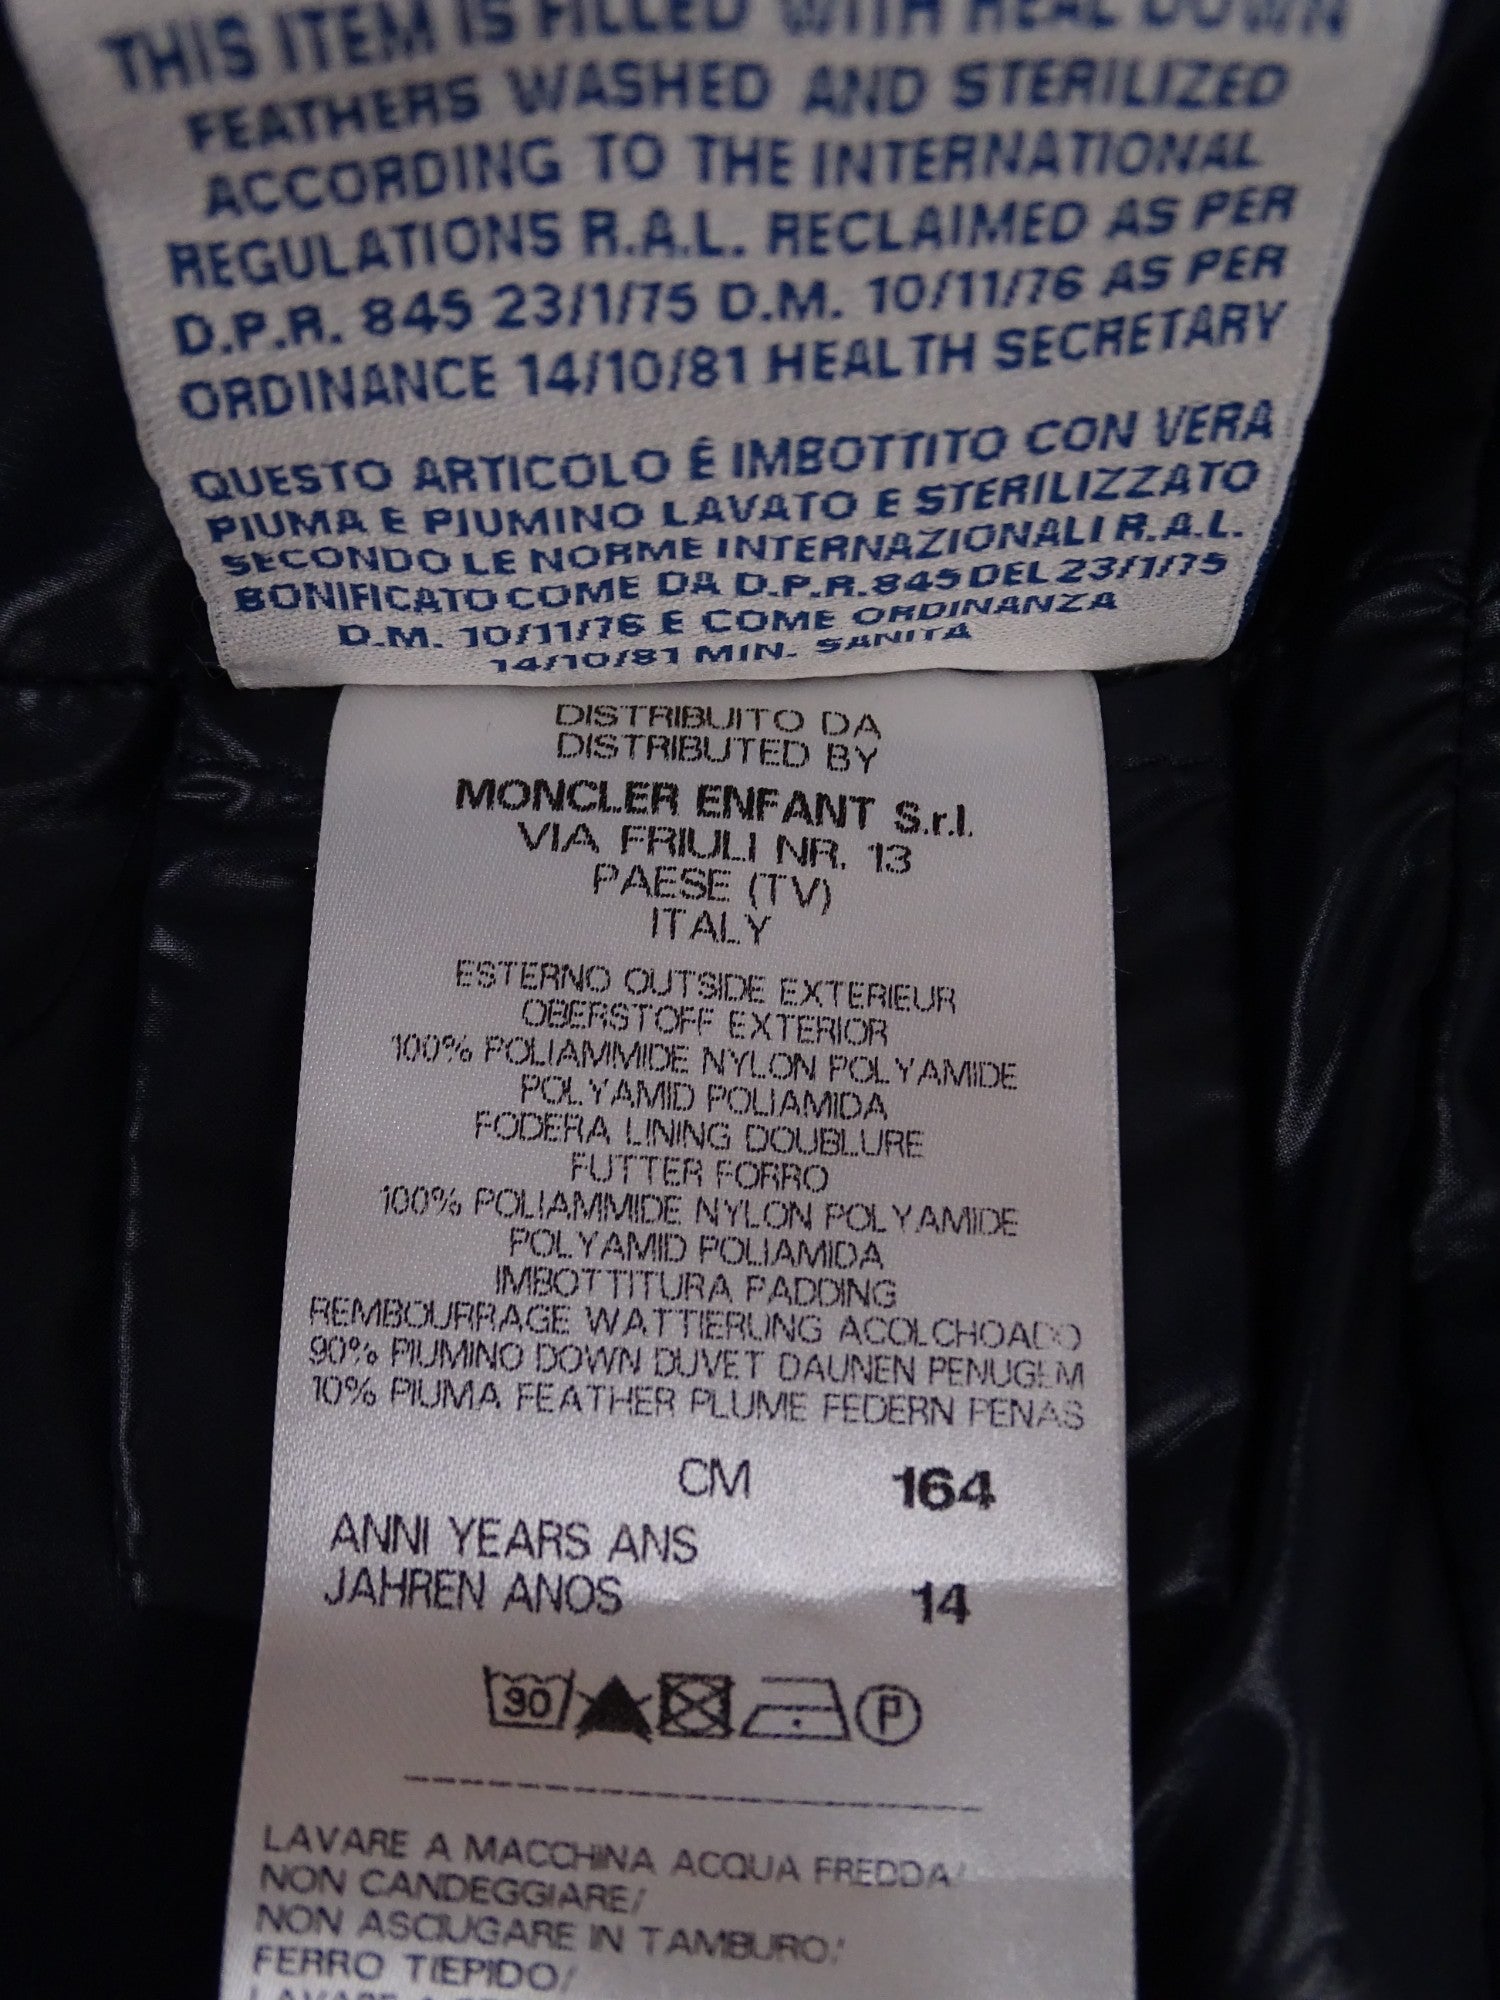 THIS ITEM IS FILLED WITH REAL DOWN
FEATHERS WASHED AND STERILIZED
ACCORDING TO THE INTERNATIONAL
REGULATIONS R.A.L. RECLAIMED AS PER
D.P.R. 845 23/1/75 D.M. 10/11/76 AS PER
ORDINANCE 14/10/81 HEALTH SECRETARY
QUESTO ARTICOLO È IMBOTTITO CON VERA
PIUMA E PIUMINO LAVATO E STERILIZZATO
SECONDO LE NORME INTERNAZIONALI R.A.L.
BONIFICATO COME DA D.P.R. 845 DEL 23/1/75
D.M. 10/11/76 E COME ORDINANZA
14/10/81 MIN. SANITÀ
DISTRIBUITO DA
DISTRIBUTED BY
MONCLER ENFANT S.r.l.
VIA FRIULI NR. 13
PAESE (TV)
ITALY
ESTERNO OUTSIDE EXTERIEUR
OBERSTOFF EXTERIOR
100% POLIAMMIDE NYLON POLYAMIDE
POLYAMID POLIAMIDA
FODERA LINING DOUBLURE
FUTTER FORRO
100% POLIAMMIDE NYLON POLYAMIDE
POLYAMID POLIAMIDA
IMBOTTITURA PADDING
REMBOURRAGE WATTIERUNG ACOLCHOADO
90% PIUMINO DOWN DUVET DAUNEN PENUGEM
10% PIUMA FEATHER PLUME FEDERN PENAS
CM 164
ANNI YEARS ANS
JAHREN ANOS 14
30 P
LAVARE A MACCHINA ACQUA FREDDA/
NON CANDEGGIARE/
NON ASCIUGARE IN TAMBURO/
FERRO TIEPIDO/
LAVARE A